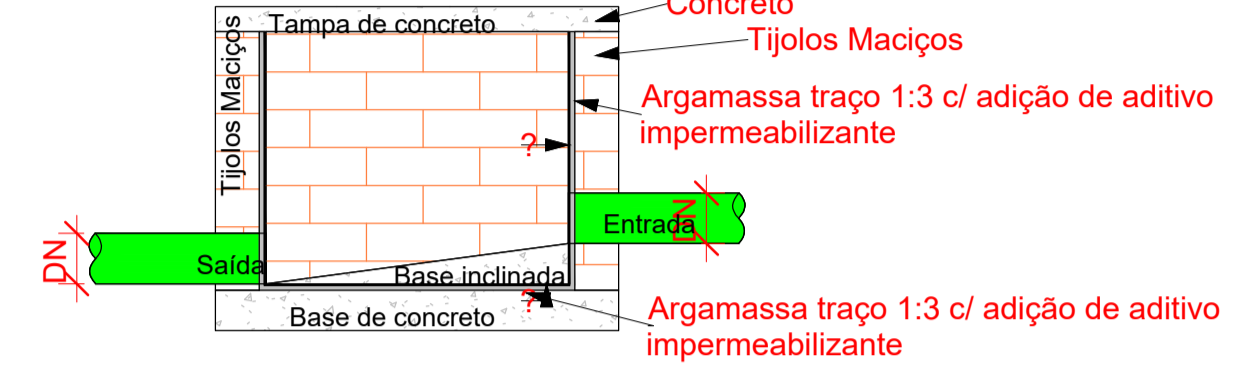 Concreto
Tampa de concreto
Tijolos Maciços
Tijolos Maciços
Argamassa traço 1:3 c/ adição de aditivo
impermeabilizante
?
Entrada
DN
DN
Saída
Base inclinada
?
Base de concreto
Argamassa traço 1:3 c/ adição de aditivo
impermeabilizante